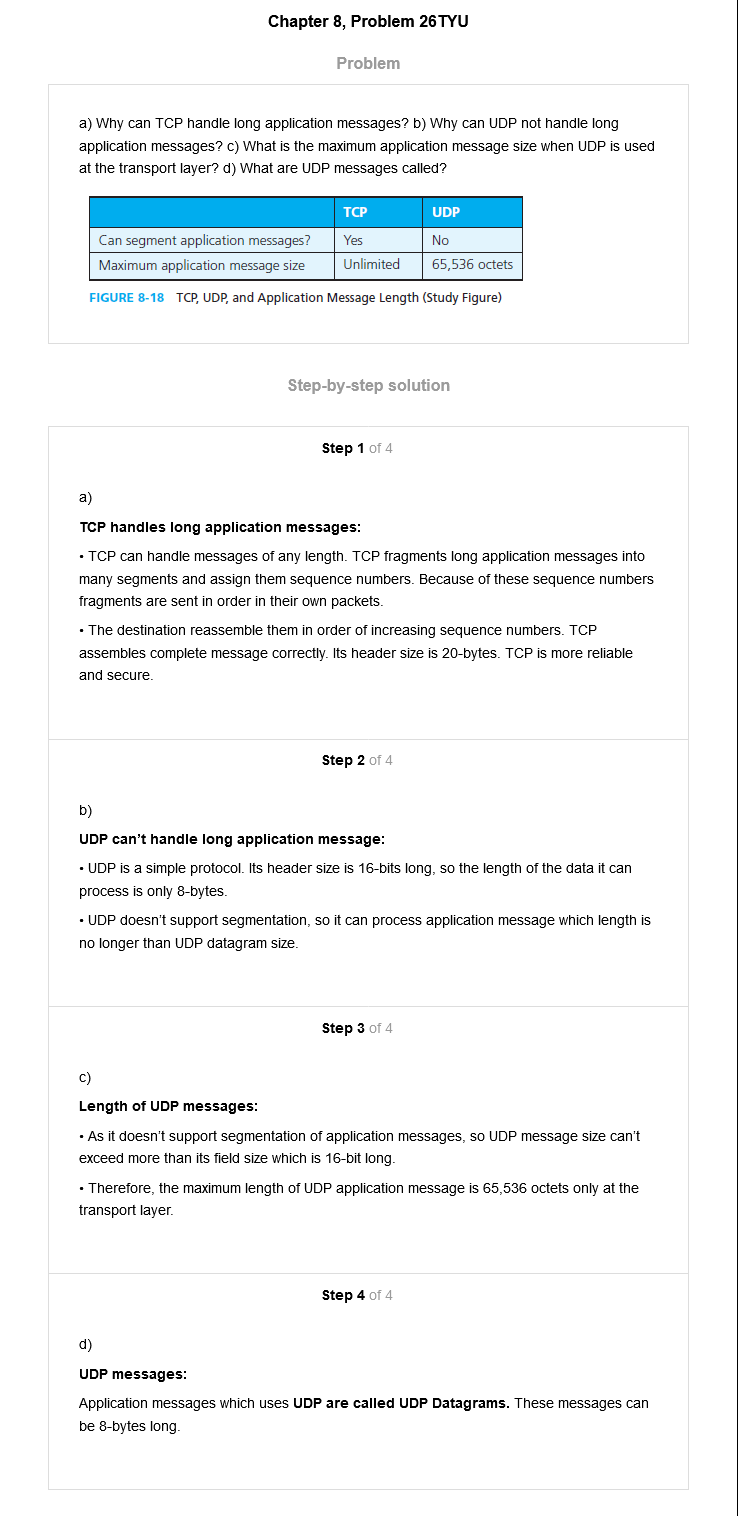 Chapter 8, Problem 26TYU
Problem
a) Why can TCP handle long application messages? b) Why can UDP not handle long
application messages? c) What is the maximum application message size when UDP is used
at the transport layer? d) What are UDP messages called?
TCP UDP
Can segment application messages? Yes No
Maximum application message size Unlimited 65,536 octets
FIGURE 8-18 TCP, UDP, and Application Message Length (Study Figure)
Step-by-step solution
Step 1 of 4
a)
TCP handles long application messages:
• TCP can handle messages of any length. TCP fragments long application messages into
many segments and assign them sequence numbers. Because of these sequence numbers
fragments are sent in order in their own packets.
• The destination reassemble them in order of increasing sequence numbers. TCP
assembles complete message correctly. Its header size is 20-bytes. TCP is more reliable
and secure.
Step 2 of 4
b)
UDP can't handle long application message:
• UDP is a simple protocol. Its header size is 16-bits long, so the length of the data it can
process is only 8-bytes.
• UDP doesn't support segmentation, so it can process application message which length is
no longer than UDP datagram size.
Step 3 of 4
c)
Length of UDP messages:
• As it doesn't support segmentation of application messages, so UDP message size can't
exceed more than its field size which is 16-bit long.
• Therefore, the maximum length of UDP application message is 65,536 octets only at the
transport layer.
Step 4 of 4
d)
UDP messages:
Application messages which uses UDP are called UDP Datagrams. These messages can
be 8-bytes long.